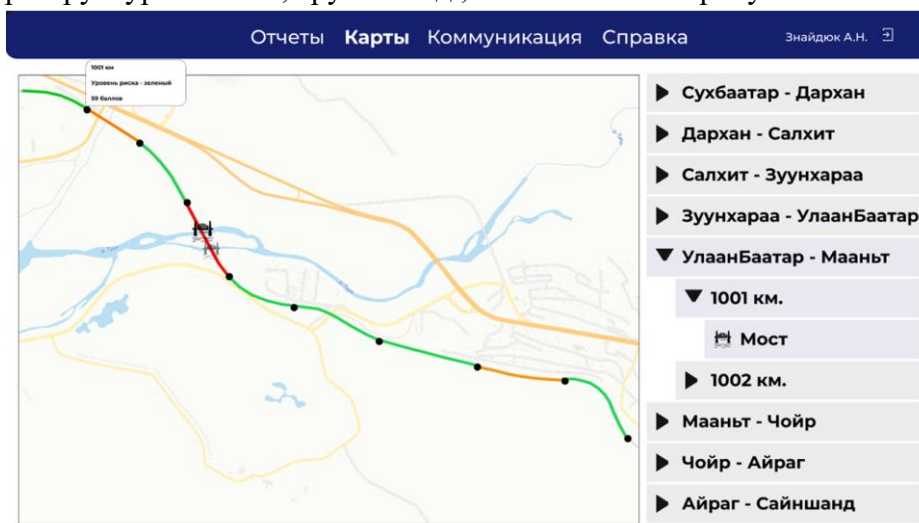 Отчеты Карты Коммуникация Справка Знайдюк А.Н.
1001 км
Уровень риска - зеленый
59 баллов
Сухбаатар - Дархан
Дархан - Салхит
Салхит - Зуунхараа
Зуунхараа - УлаанБаатар
УлаанБаатар - Мааньт
1001 км.
Мост
1002 км.
Мааньт - Чойр
Чойр - Айраг
Айраг - Сайншанд